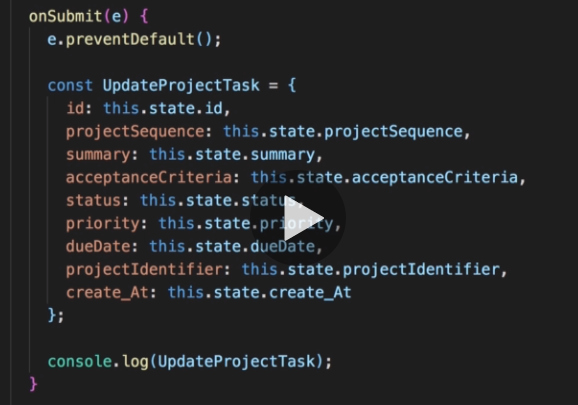 onSubmit(e) {
e.preventDefault();
const UpdateProjectTask = {
id: this.state.id,
projectSequence: this.state.projectSequence,
summary: this.state.summary,
acceptanceCriteria: this.state.acceptanceCriteria,
status: this.state.status,
priority: this.state.priority,
dueDate: this.state.dueDate,
projectIdentifier: this.state.projectIdentifier,
create_At: this.state.create_At
};
console.log(UpdateProjectTask);
}